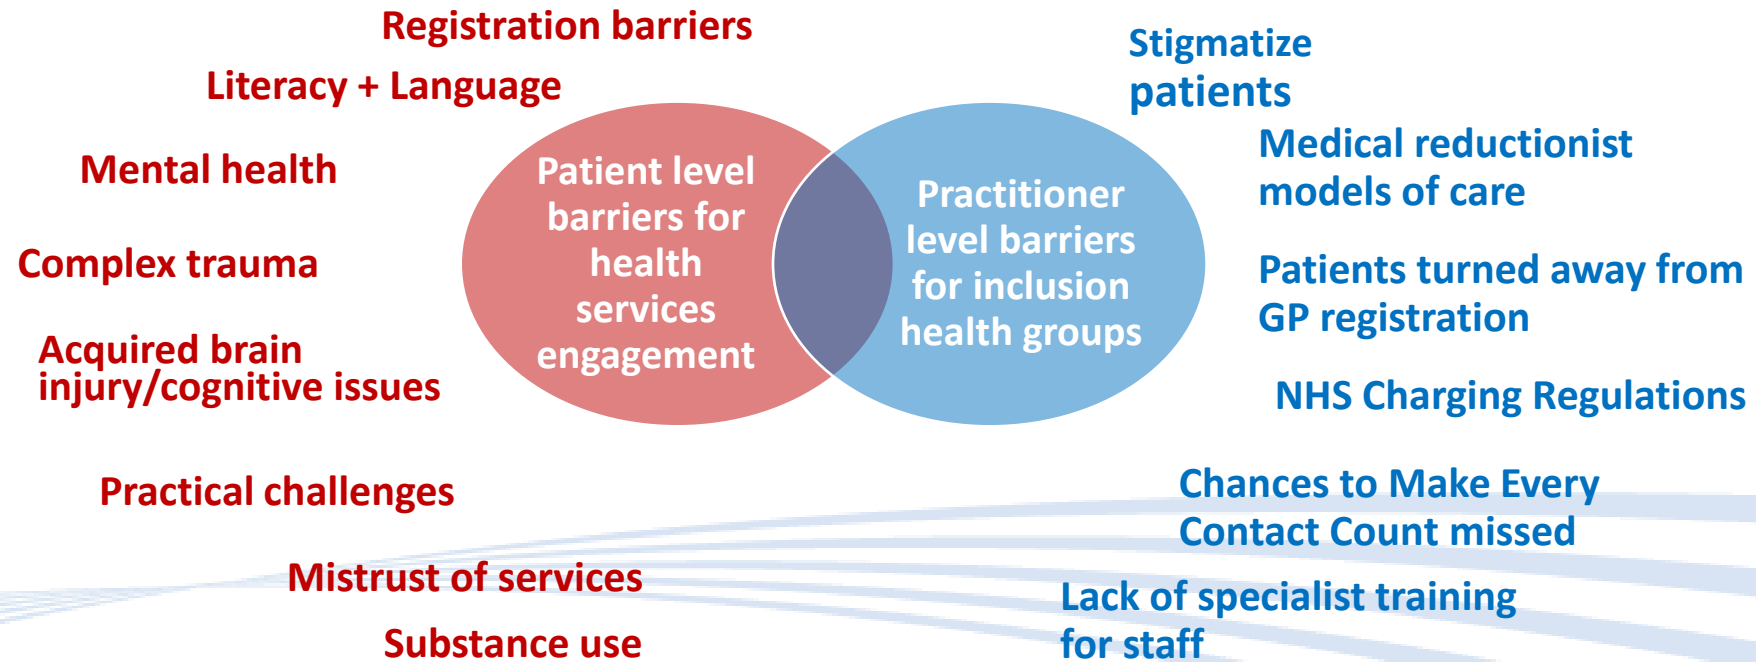 Registration barriers
Literacy + Language
Mental health
Complex trauma
Acquired brain
injury/cognitive issues
Practical challenges
Mistrust of services
Substance use
Patient level
barriers for
health
services
engagement
Practitioner
level barriers
for inclusion
health groups
Stigmatize
patients
Medical reductionist
models of care
Patients turned away from
GP registration
NHS Charging Regulations
Chances to Make Every
Contact Count missed
Lack of specialist training
for staff